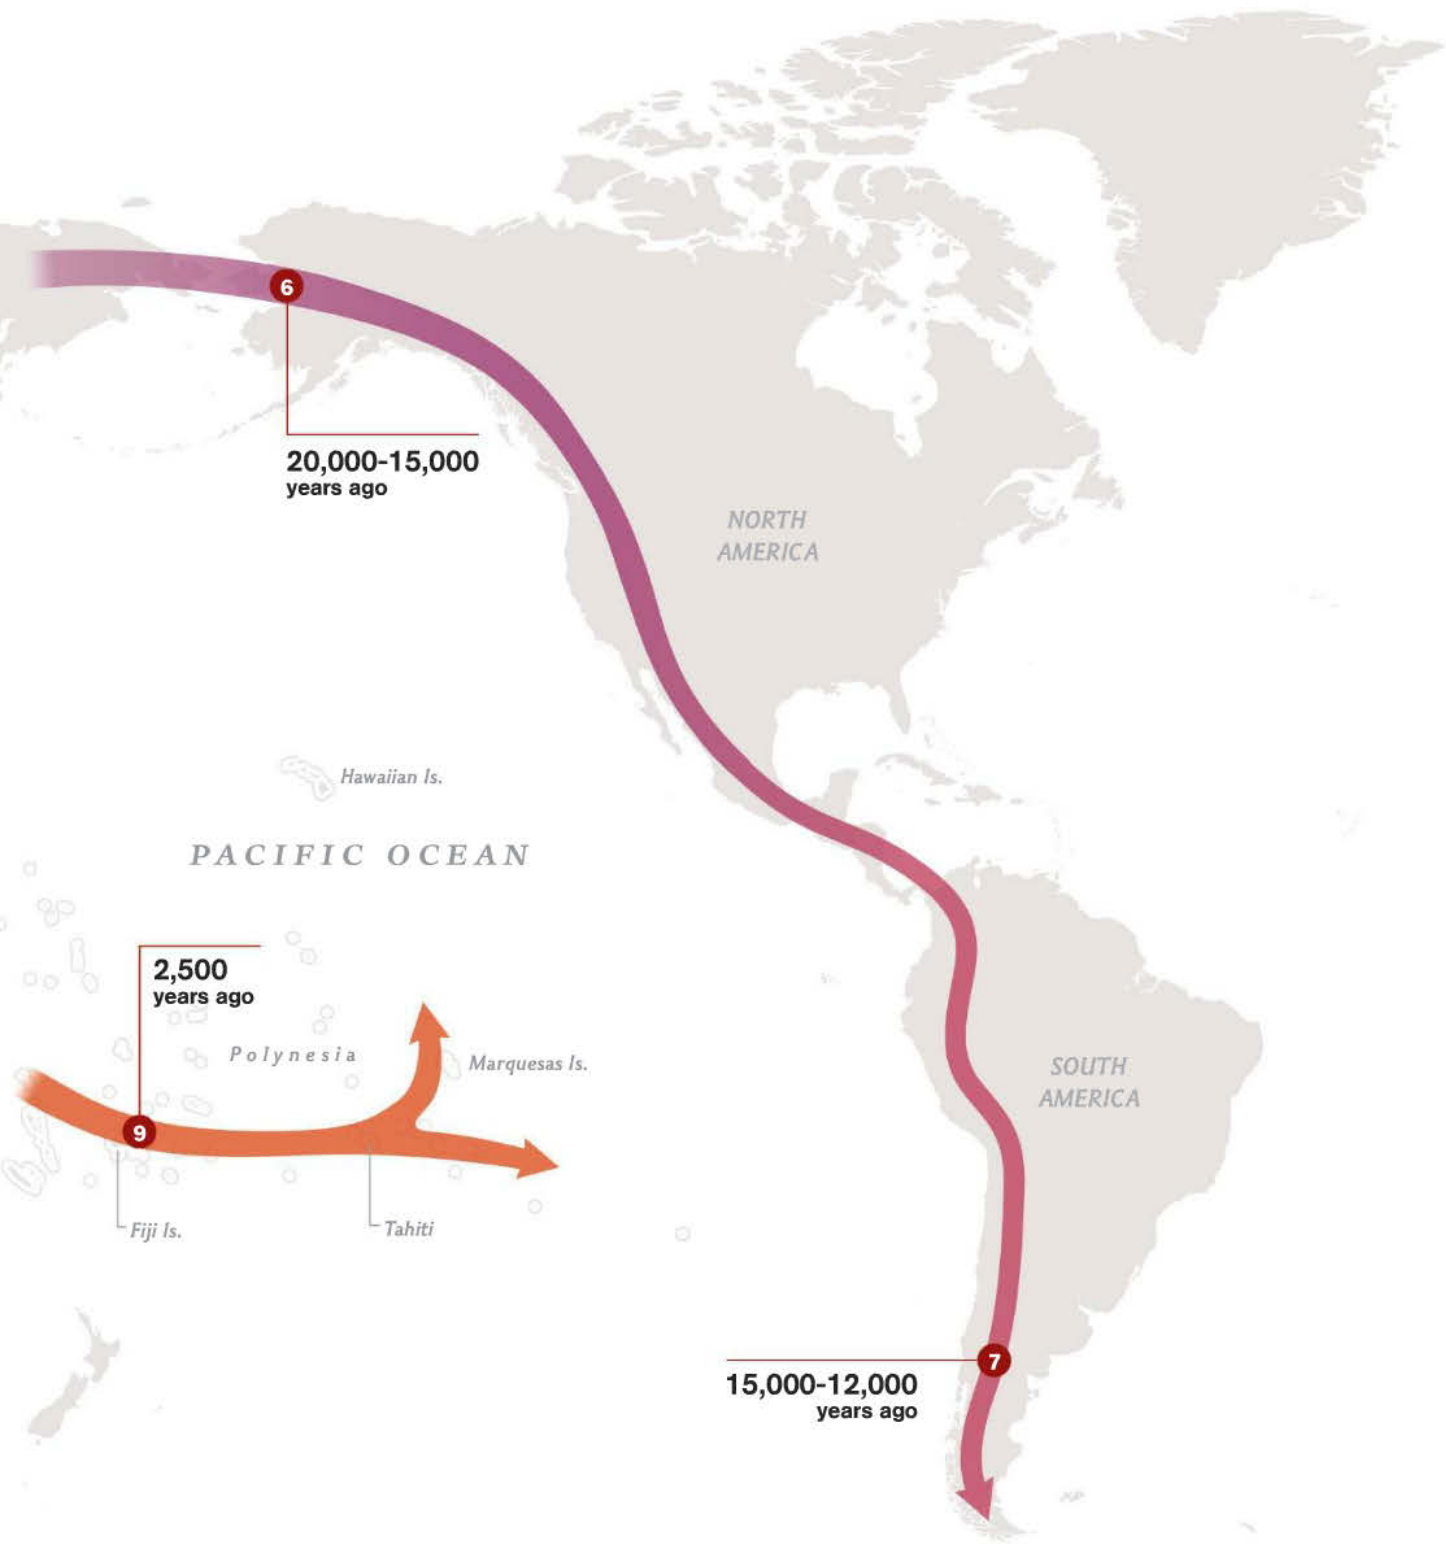 6
20,000-15,000
years ago
NORTH
AMERICA
Hawaiian Is.
PACIFIC OCEAN
2,500
years ago
Polynesia
Marquesas Is.
SOUTH
AMERICA
9
Fiji Is.
Tahiti
7
15,000-12,000
years ago